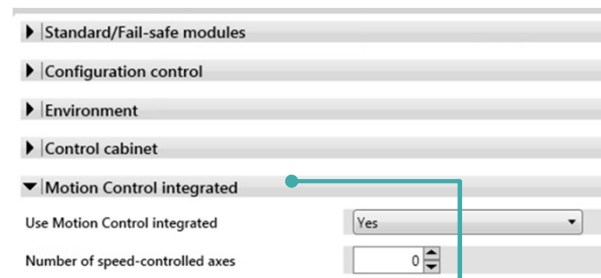 Standard/Fail-safe modules
Configuration control
Environment
Control cabinet
Motion Control integrated
Use Motion Control integrated Yes
Number of speed-controlled axes 0